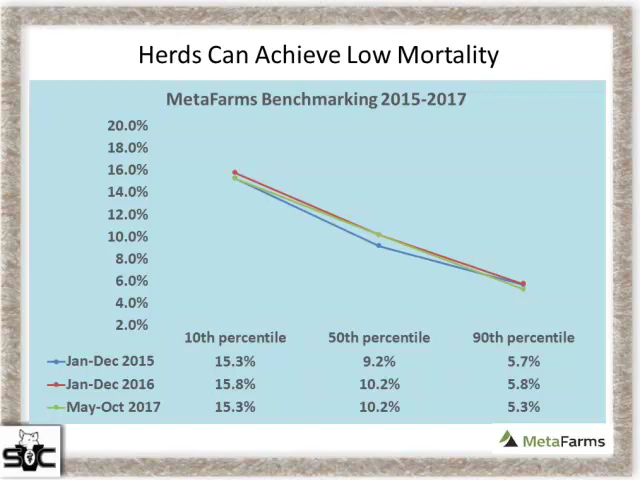 Herds Can Achieve Low Mortality
MetaFarms Benchmarking 2015-2017
20.0%
18.0%
16.0%
14.0%
12.0%
10.0%
8.0%
6.0%
4.0%
2.0%
10th percentile 50th percentile 90th percentile
Jan-Dec 2015 15.3% 9.2% 5.7%
Jan-Dec 2016 15.8% 10.2% 5.8%
May-Oct 2017 15.3% 10.2% 5.3%
SVC
MetaFarms